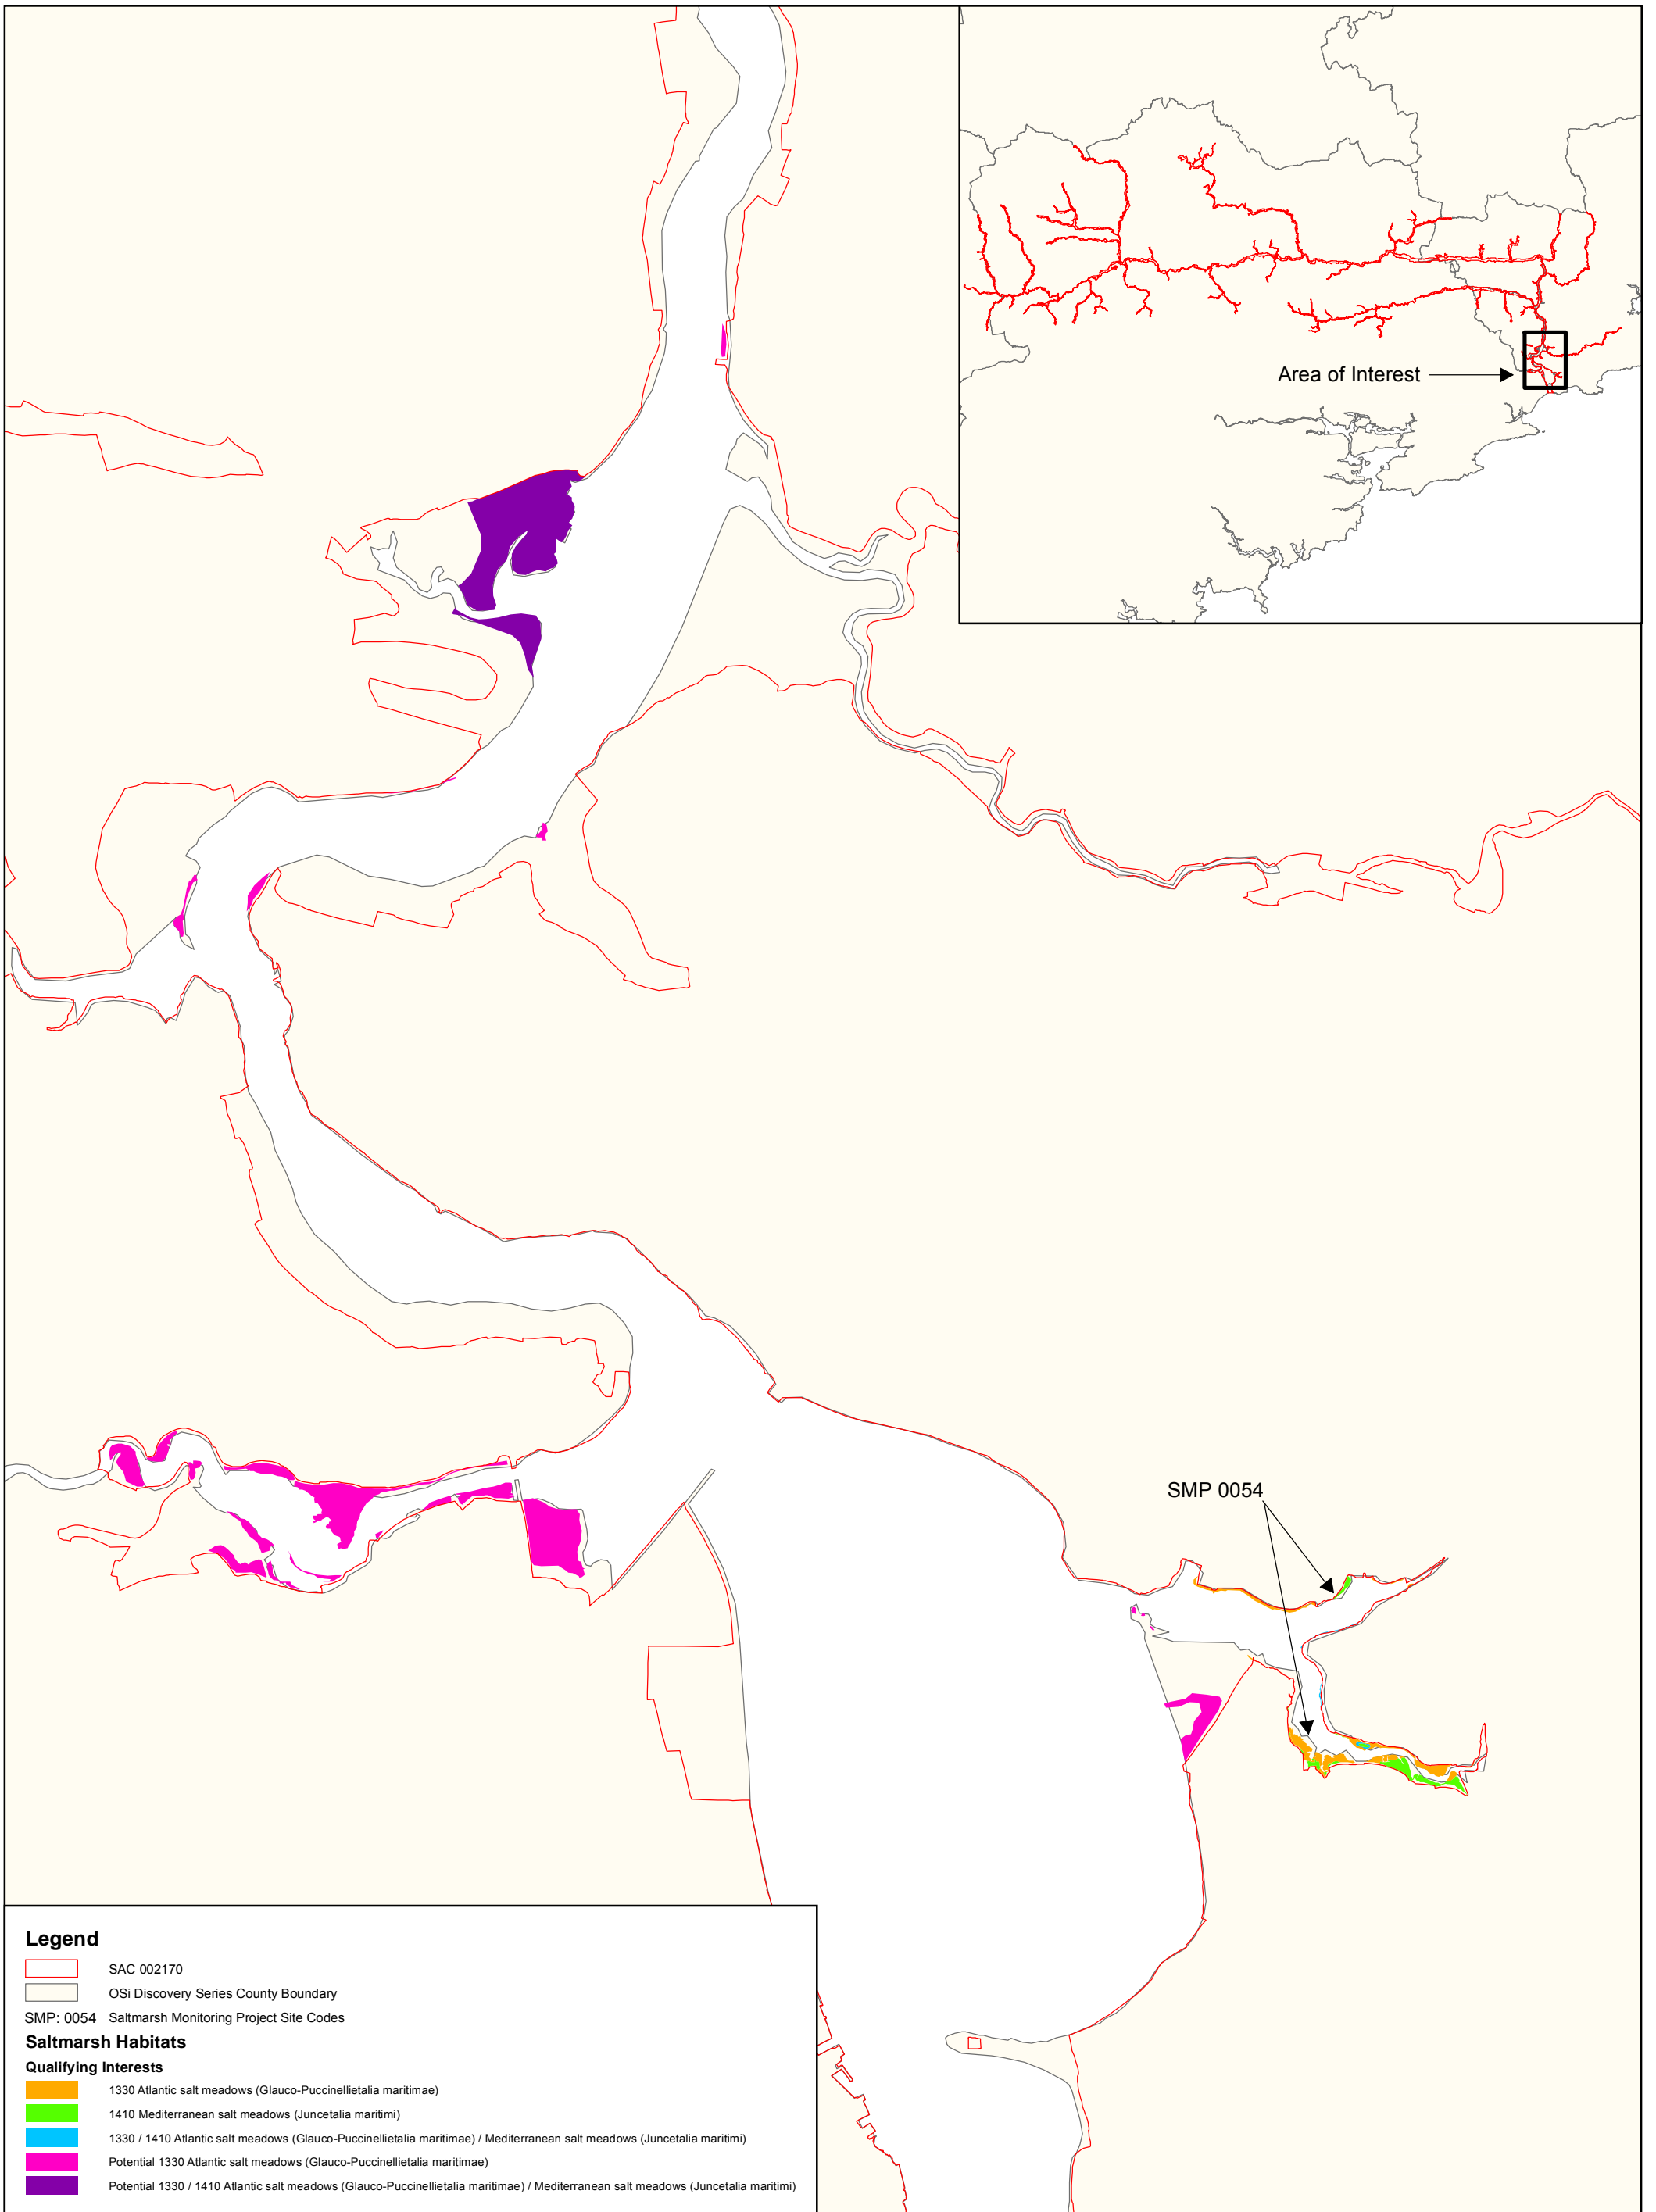 Area of Interest
SMP 0054
Legend
SAC 002170
OSi Discovery Series County Boundary
SMP: 0054 Saltmarsh Monitoring Project Site Codes
Saltmarsh Habitats
Qualifying Interests
1330 Atlantic salt meadows (Glauco-Puccinellietalia maritimae)
1410 Mediterranean salt meadows (Juncetalia maritimi)
1330 / 1410 Atlantic salt meadows (Glauco-Puccinellietalia maritimae) / Mediterranean salt meadows (Juncetalia maritimi)
Potential 1330 Atlantic salt meadows (Glauco-Puccinellietalia maritimae)
Potential 1330 / 1410 Atlantic salt meadows (Glauco-Puccinellietalia maritimae) / Mediterranean salt meadows (Juncetalia maritimi)